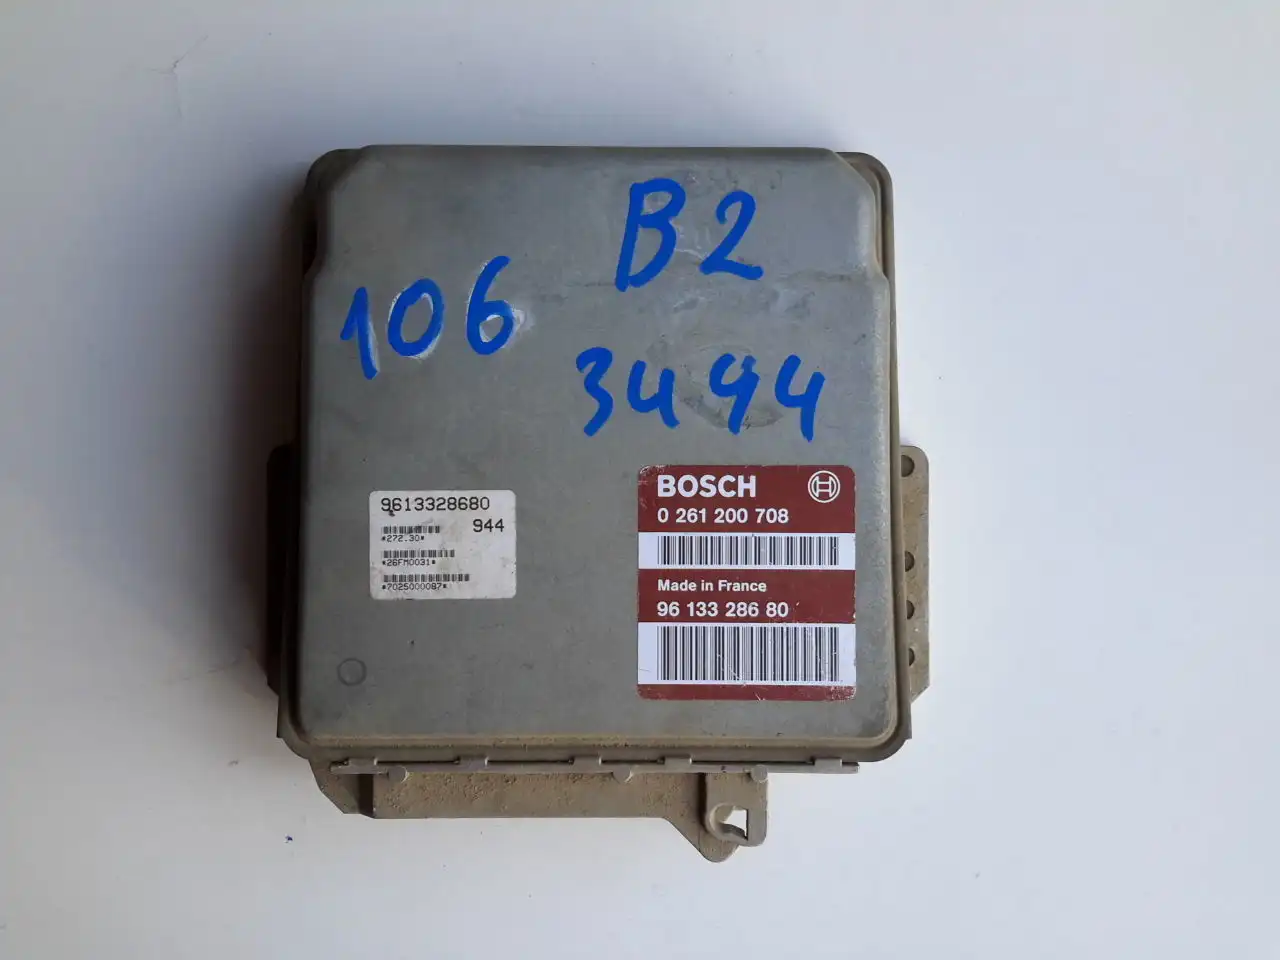 B2
106
3494
9613328680
944
*272.30*
*26FM0031*
*7025000087*
BOSCH
0 261 200 708
Made in France
96 133 286 80